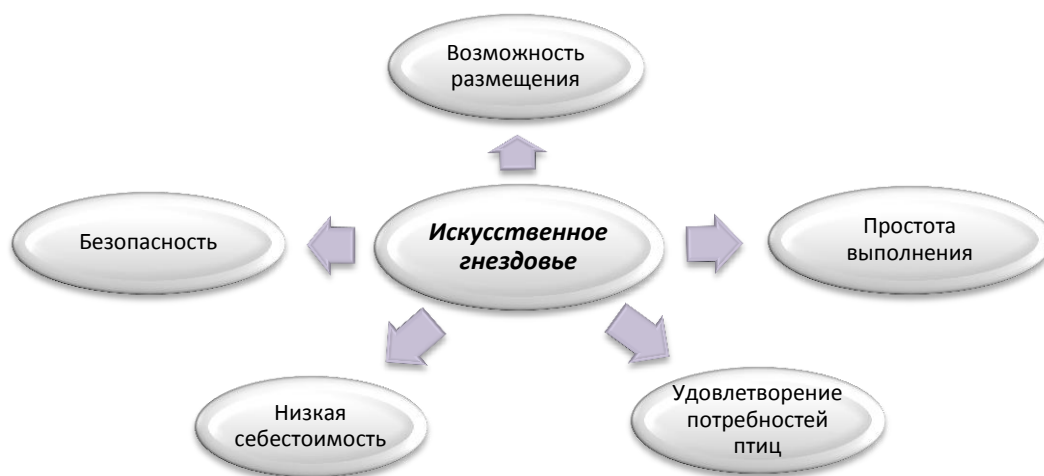 Возможность
размещения
Безопасность
Искусственное
гнездовье
Простота
выполнения
Низкая
себестоимость
Удовлетворение
потребностей
птиц